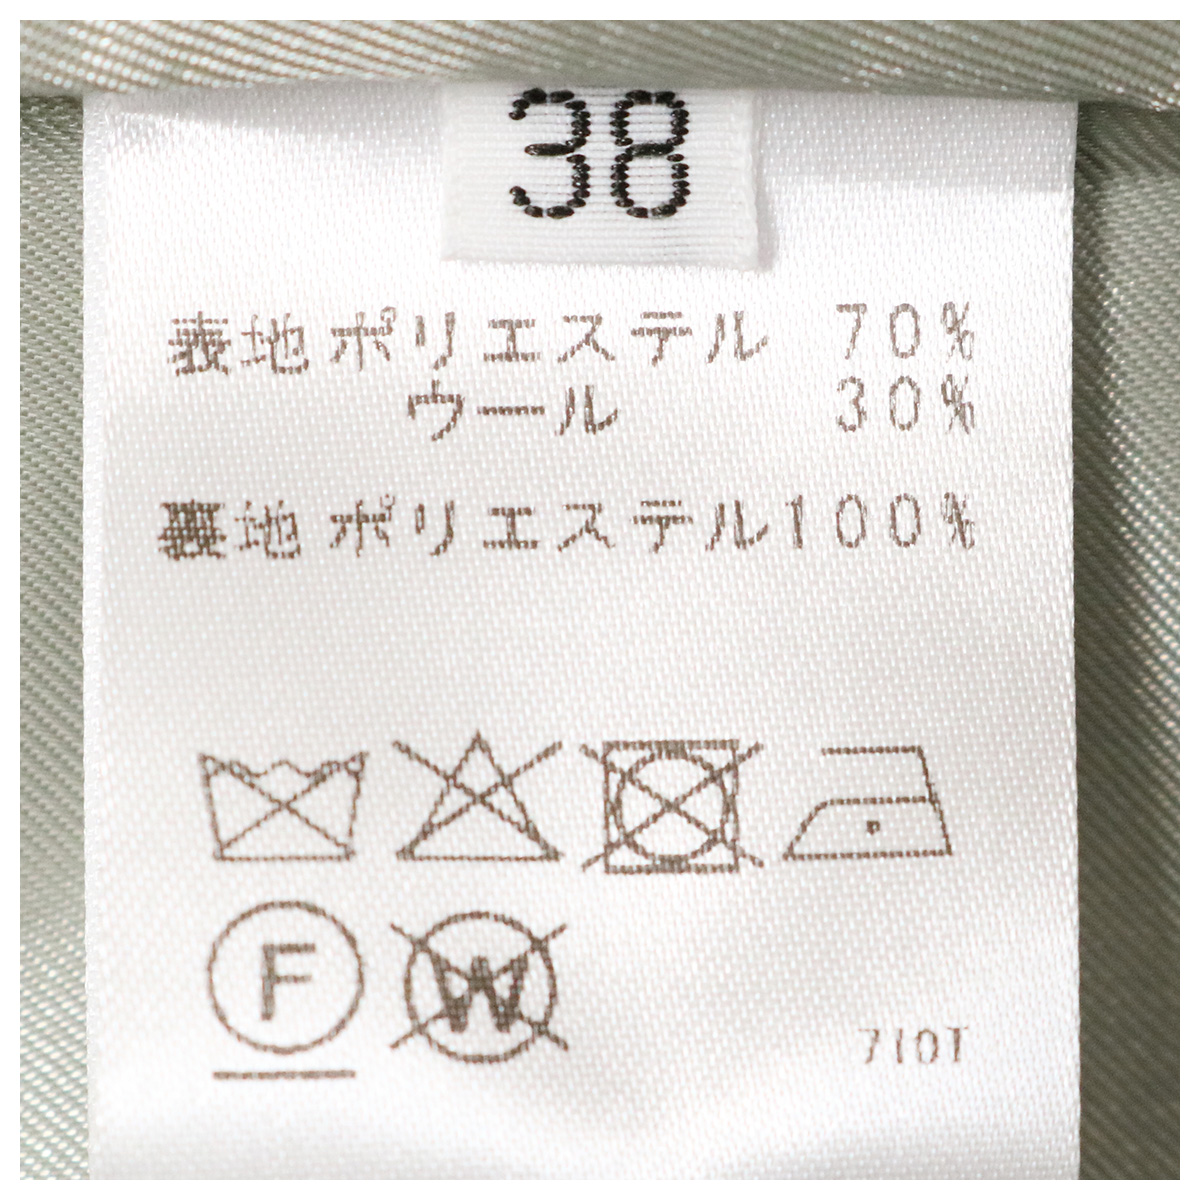 38
表地 ポリエステル 70%
ウール 30%
裏地 ポリエステル100%
F
W
710T